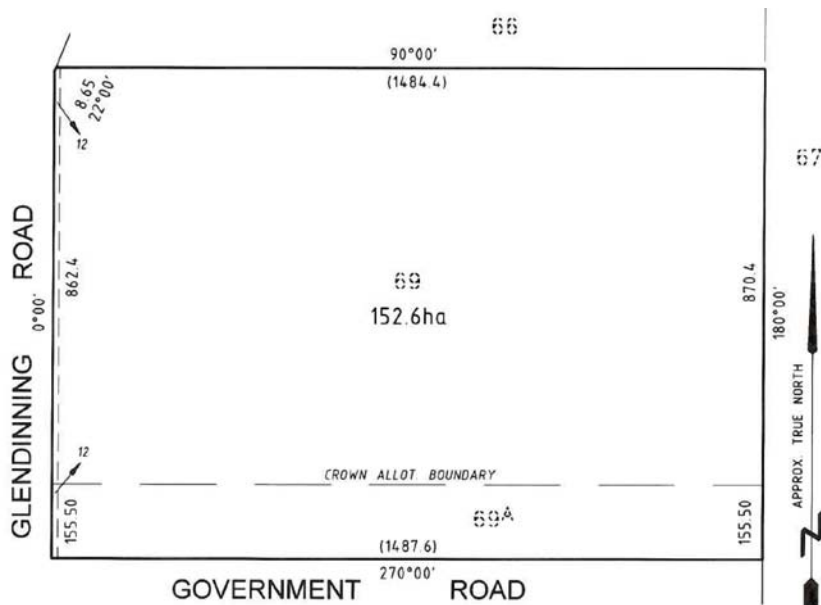 66
90°00'
(1484.4)
8.65
22°00'
12
67
GLENDINNING ROAD
0°00'
862.4
69
152.6ha
870.4
180°00'
APPROX. TRUE NORTH
12
CROWN ALLOT. BOUNDARY
155.50
69A
155.50
(1487.6)
270°00'
GOVERNMENT ROAD
Z